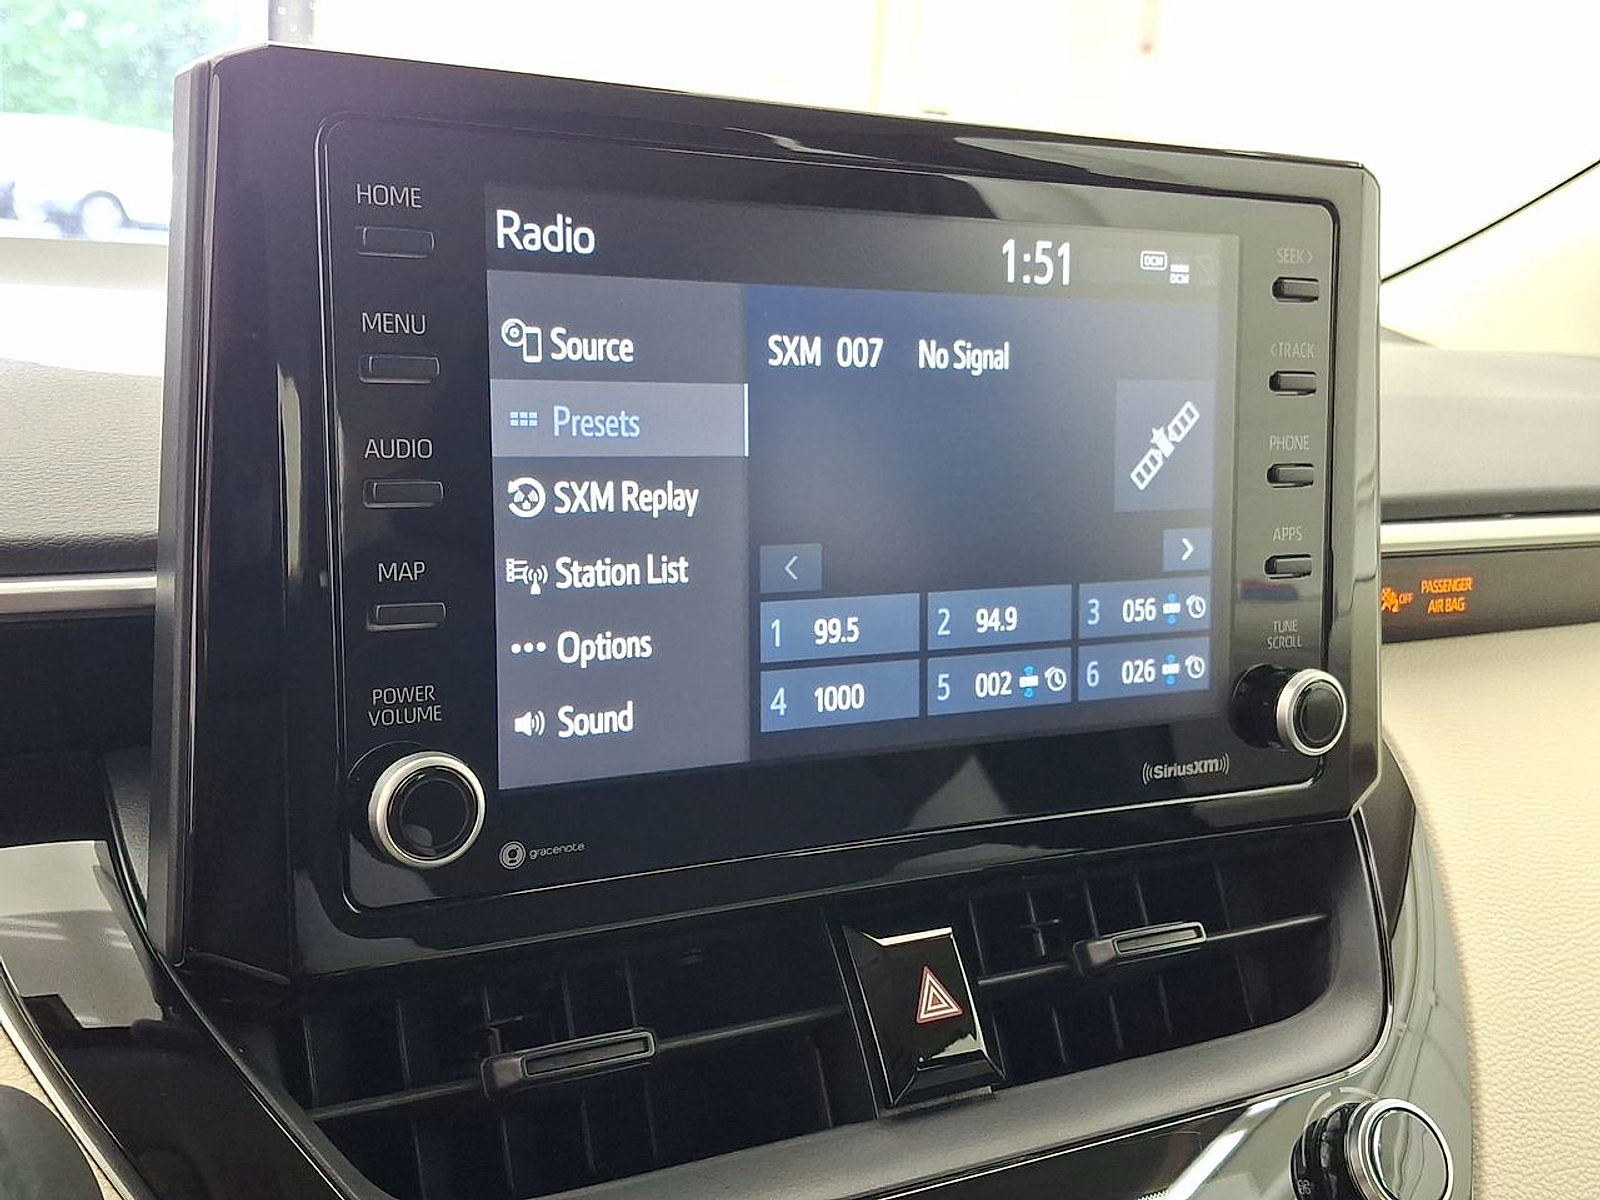 HOME
MENU
AUDIO
MAP
POWER
VOLUME
Radio
1:51
DCM
DCM
Source
Presets
SXM Replay
Station List
Options
Sound
SXM 007 No Signal
1 99.5
2 94.9
3 056
4 1000
5 002
6 026
SEEK >
< TRACK
PHONE
APPS
TUNE
SCROLL
((SiriusXM))
gracenote
OFF
PASSENGER
AIR BAG